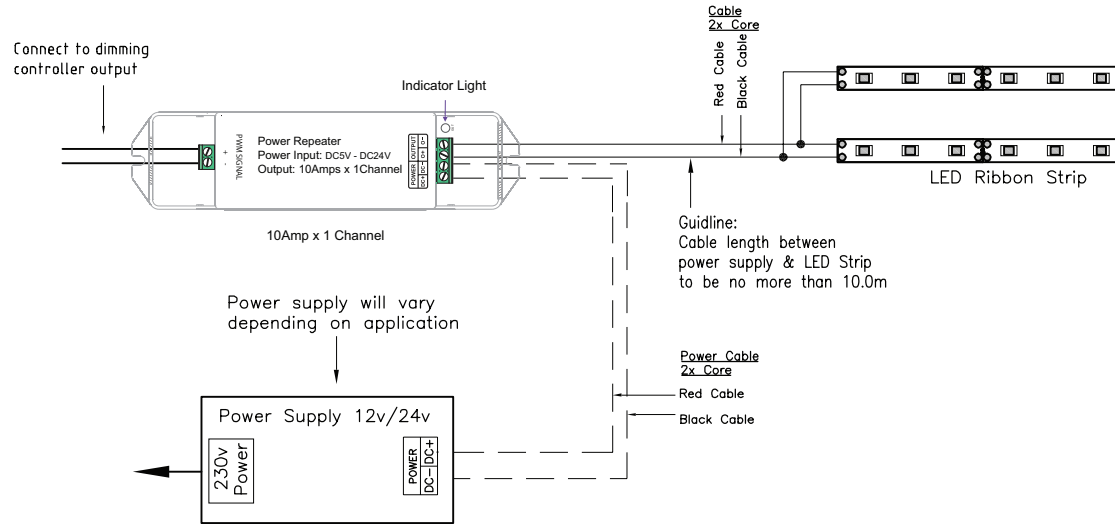 Connect to dimming
controller output
Indicator Light
PWM SIGNAL
+
-
Power Repeater
Power Input: DC5V - DC24V
Output: 10Amps x 1Channel
OUTPUT
O-
O+
POWER
DC-
DC+
10Amp x 1 Channel
Cable
2x Core
Red Cable
Black Cable
LED Ribbon Strip
Guidline:
Cable length between
power supply & LED Strip
to be no more than 10.0m
Power supply will vary
depending on application
Power Cable
2x Core
Red Cable
Black Cable
Power Supply 12v/24v
230v
Power
POWER
DC+
DC-